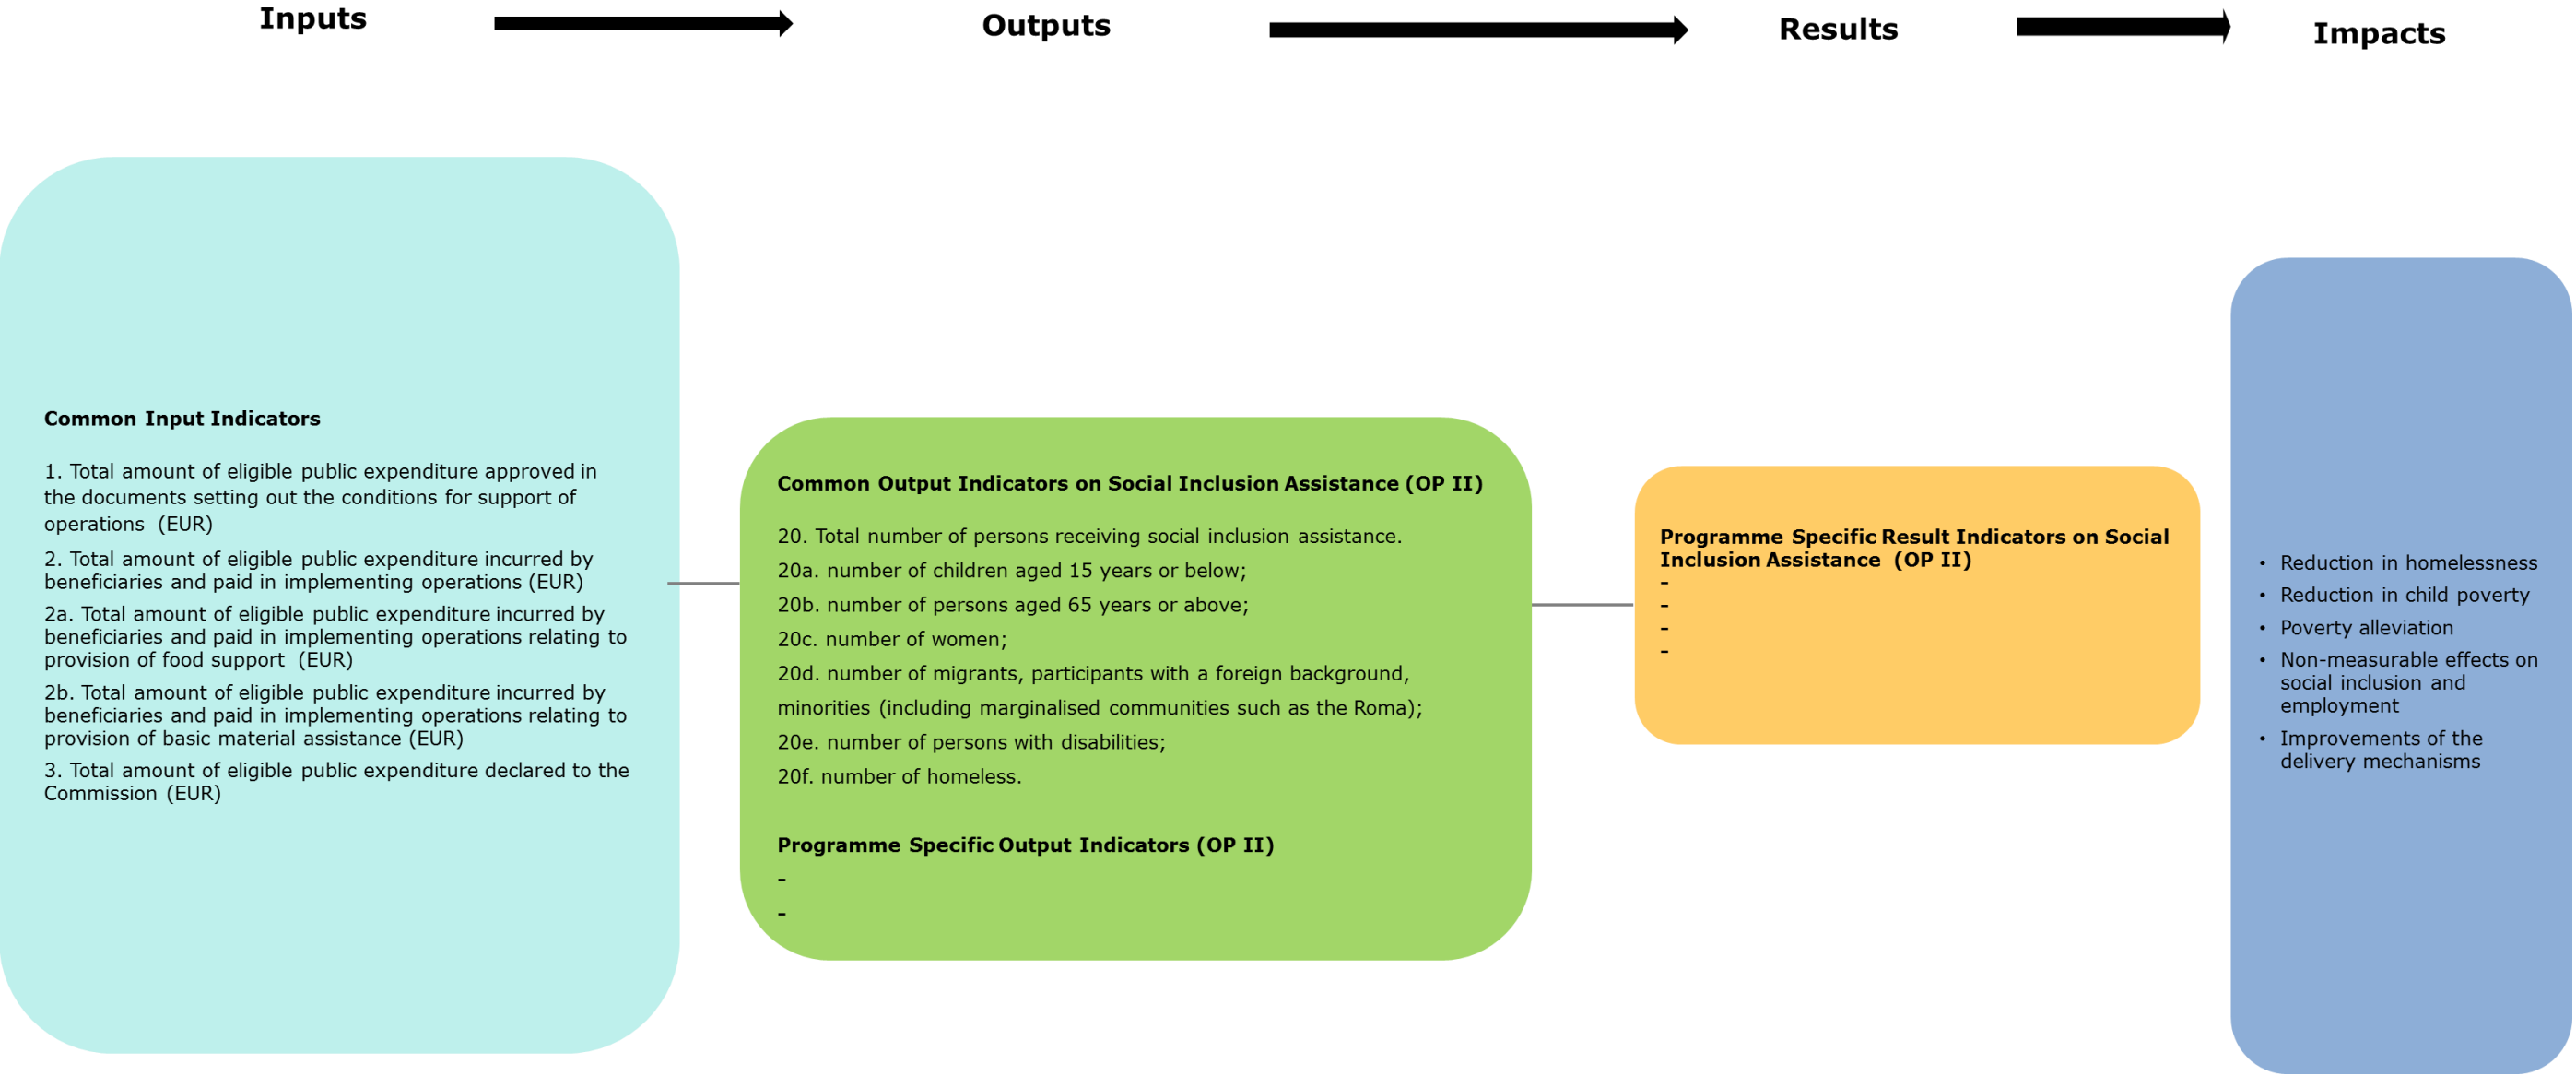 Inputs
Outputs
Results
Impacts
Common Input Indicators
1. Total amount of eligible public expenditure approved in
the documents setting out the conditions for support of
operations (EUR)
2. Total amount of eligible public expenditure incurred by
beneficiaries and paid in implementing operations (EUR)
2a. Total amount of eligible public expenditure incurred by
beneficiaries and paid in implementing operations relating to
provision of food support (EUR)
2b. Total amount of eligible public expenditure incurred by
beneficiaries and paid in implementing operations relating to
provision of basic material assistance (EUR)
3. Total amount of eligible public expenditure declared to the
Commission (EUR)
Common Output Indicators on Social Inclusion Assistance (OP II)
20. Total number of persons receiving social inclusion assistance.
20a. number of children aged 15 years or below;
20b. number of persons aged 65 years or above;
20c. number of women;
20d. number of migrants, participants with a foreign background,
minorities (including marginalised communities such as the Roma);
20e. number of persons with disabilities;
20f. number of homeless.
Programme Specific Output Indicators (OP II)
-
-
Programme Specific Result Indicators on Social
Inclusion Assistance (OP II)
-
-
-
-
• Reduction in homelessness
• Reduction in child poverty
• Poverty alleviation
• Non-measurable effects on
social inclusion and
employment
• Improvements of the
delivery mechanisms